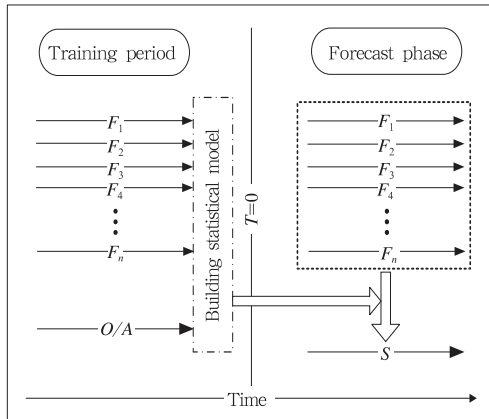 Training period
Forecast phase
F1
F2
F3
F4
Fn
O/A
Building statistical model
T=0
F1
F2
F3
F4
Fn
S
Time